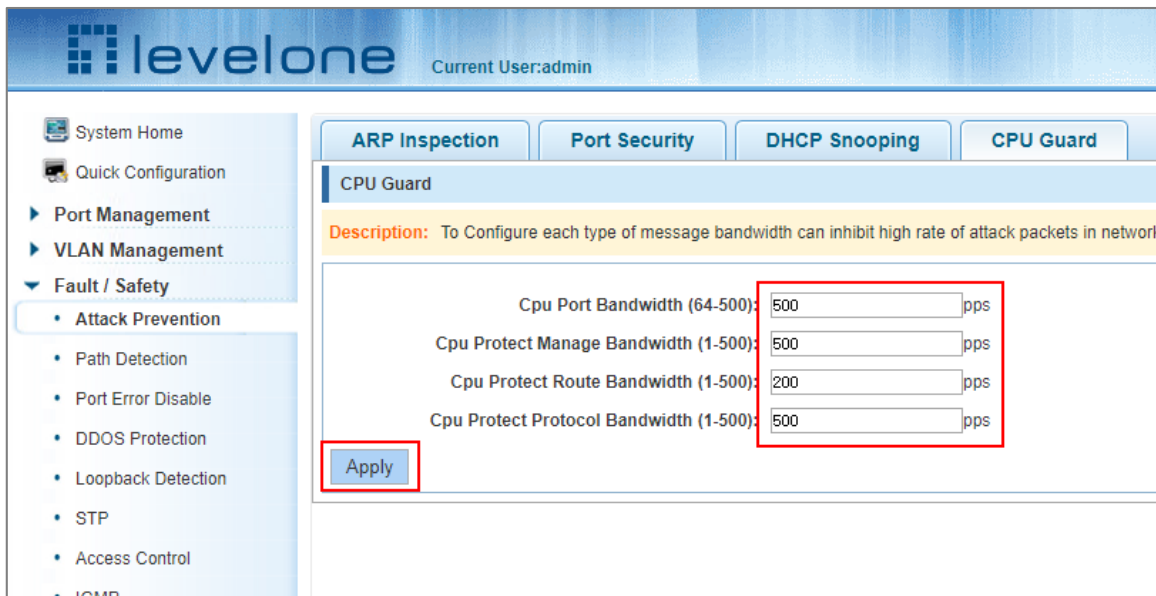 levelone
Current User:admin
System Home
Quick Configuration
Port Management
VLAN Management
Fault / Safety
Attack Prevention
Path Detection
Port Error Disable
DDOS Protection
Loopback Detection
STP
Access Control
ARP Inspection
Port Security
DHCP Snooping
CPU Guard
CPU Guard
Description: To Configure each type of message bandwidth can inhibit high rate of attack packets in network
Cpu Port Bandwidth (64-500): 500 pps
Cpu Protect Manage Bandwidth (1-500): 500 pps
Cpu Protect Route Bandwidth (1-500): 200 pps
Cpu Protect Protocol Bandwidth (1-500): 500 pps
Apply